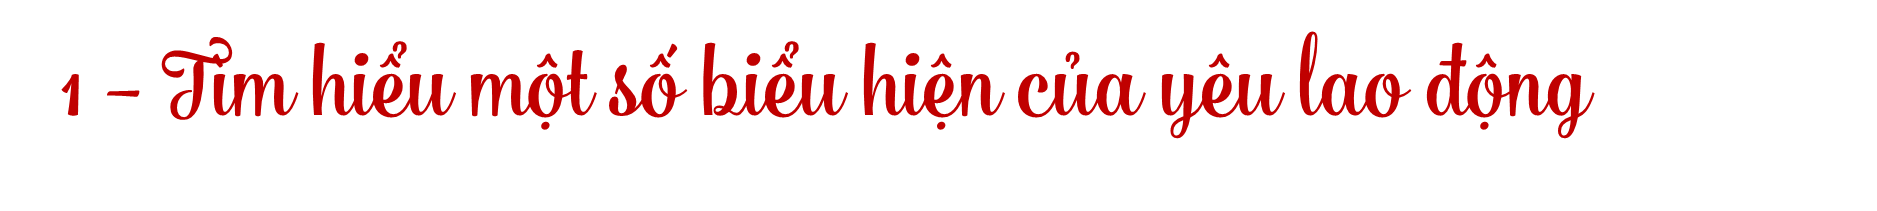 1 – Tìm hiểu một số biểu hiện của yêu lao động